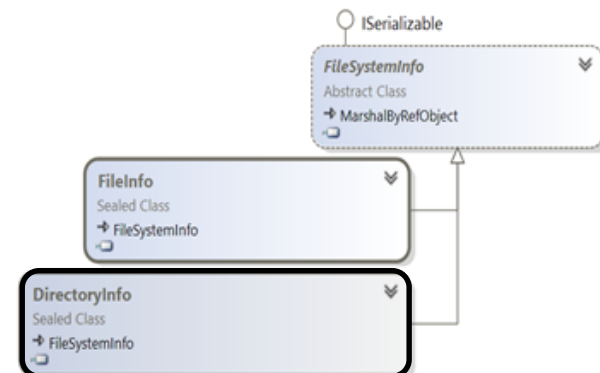 ISerializable
FileSystemInfo
Abstract Class
MarshalByRefObject
FileInfo
Sealed Class
FileSystemInfo
DirectoryInfo
Sealed Class
FileSystemInfo